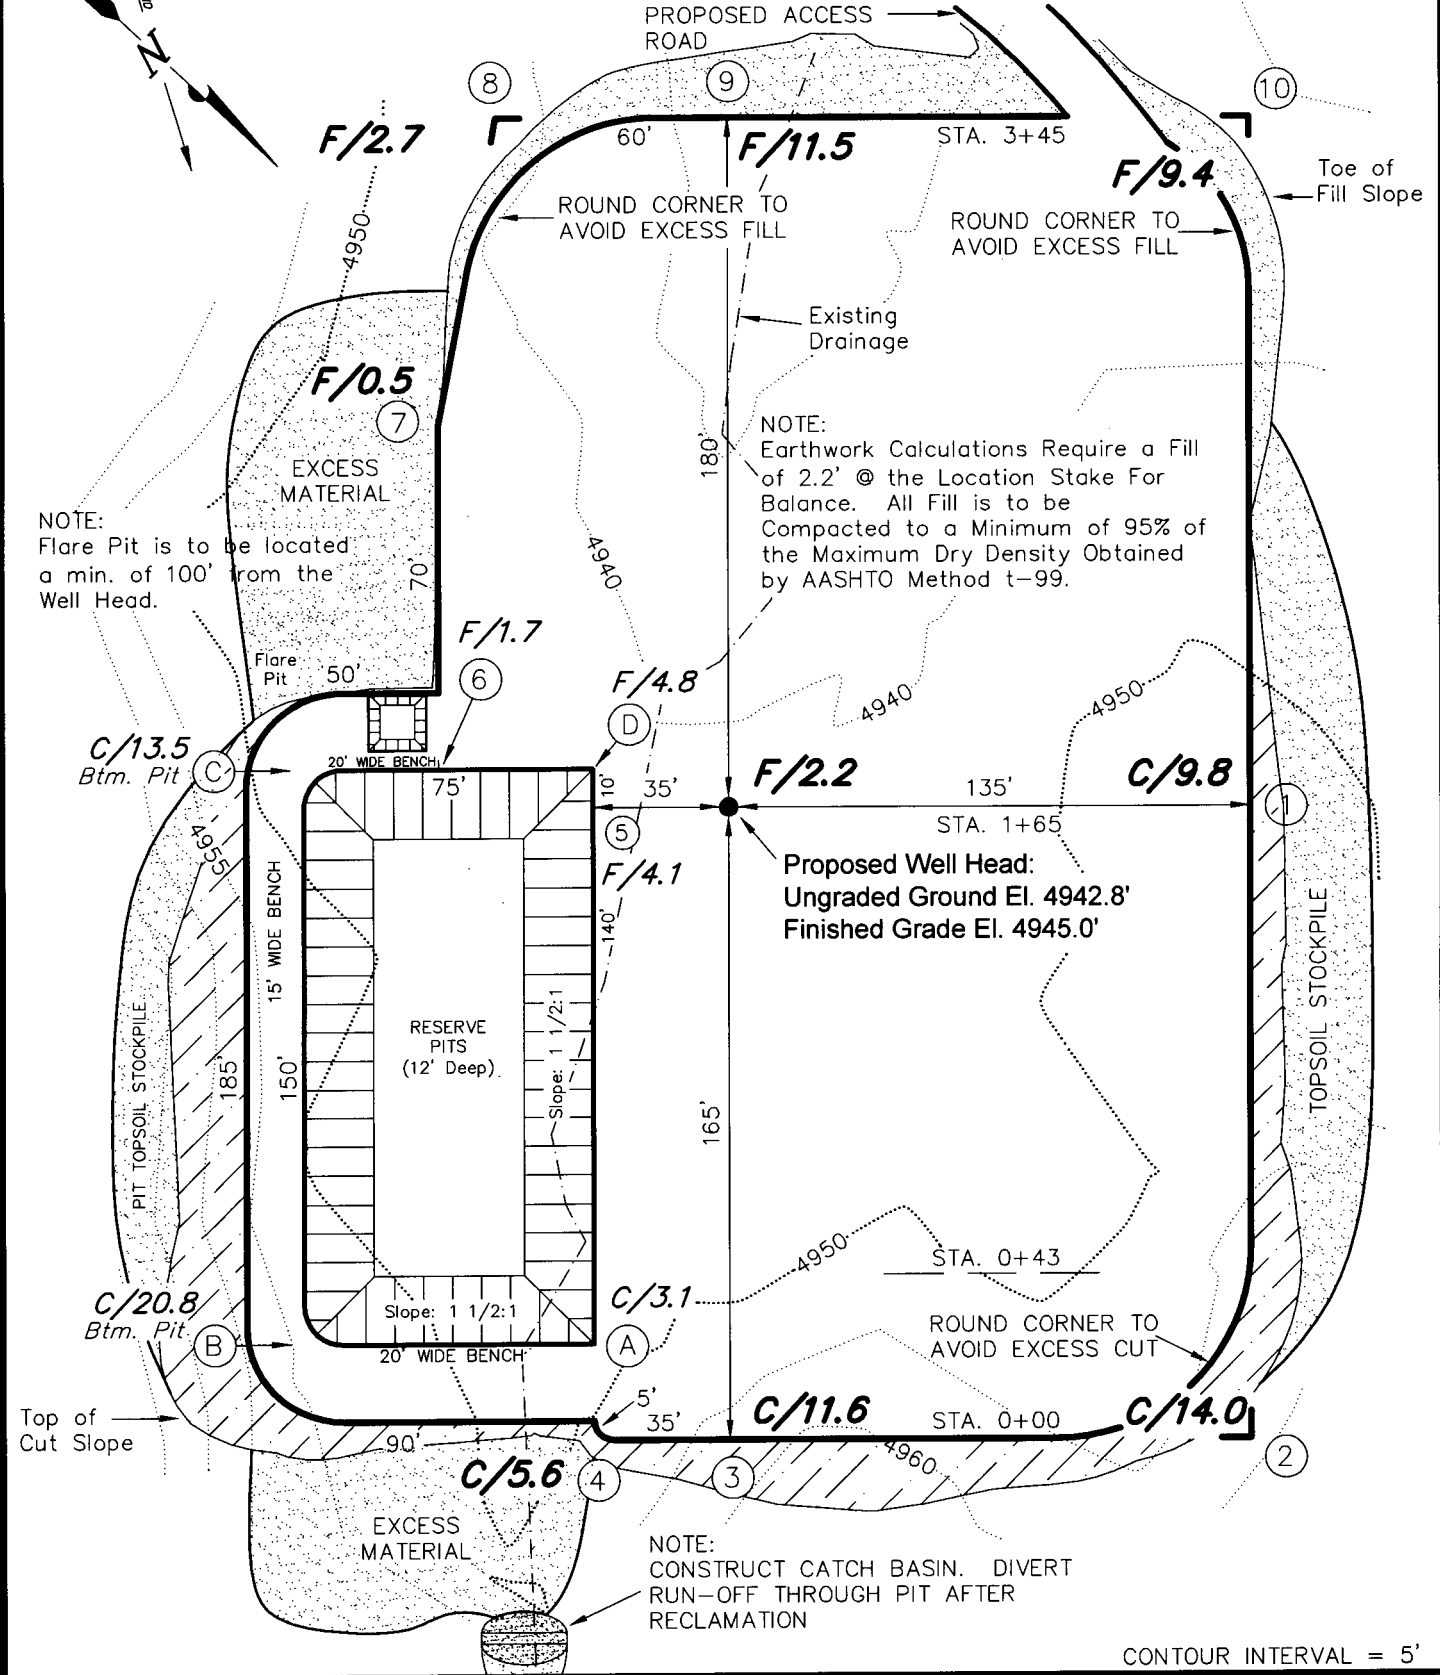 PROPOSED ACCESS
ROAD
N
8
9
10
F/2.7
60'
F/11.5
STA. 3+45
F/9.4
Toe of
Fill Slope
ROUND CORNER TO
AVOID EXCESS FILL
ROUND CORNER TO
AVOID EXCESS FILL
4950
Existing
Drainage
F/0.5
7
EXCESS
MATERIAL
180'
NOTE:
Earthwork Calculations Require a Fill
of 2.2' @ the Location Stake For
Balance. All Fill is to be
Compacted to a Minimum of 95% of
the Maximum Dry Density Obtained
by AASHTO Method t-99.
NOTE:
Flare Pit is to be located
a min. of 100' from the
Well Head.
70'
4940
F/1.7
Flare
Pit
50'
6
F/4.8
D
4940
4950
C/13.5
Btm. Pit
C
20' WIDE BENCH
75'
10'
35'
F/2.2
135'
C/9.8
1
STA. 1+65
5
F/4.1
4955
Proposed Well Head:
Ungraded Ground El. 4942.8'
Finished Grade El. 4945.0'
15' WIDE BENCH
140'
TOPSOIL STOCKPILE
PIT TOPSOIL STOCKPILE
185'
150'
RESERVE
PITS
(12' Deep)
Slope: 1 1/2:1
165'
4950
STA. 0+43
C/20.8
Btm. Pit
B
Slope: 1 1/2:1
C/3.1
A
20' WIDE BENCH
ROUND CORNER TO
AVOID EXCESS CUT
Top of
Cut Slope
90'
5'
35'
C/11.6
STA. 0+00
C/14.0
4960
2
C/5.6
4
3
EXCESS
MATERIAL
NOTE:
CONSTRUCT CATCH BASIN. DIVERT
RUN-OFF THROUGH PIT AFTER
RECLAMATION
CONTOUR INTERVAL = 5'